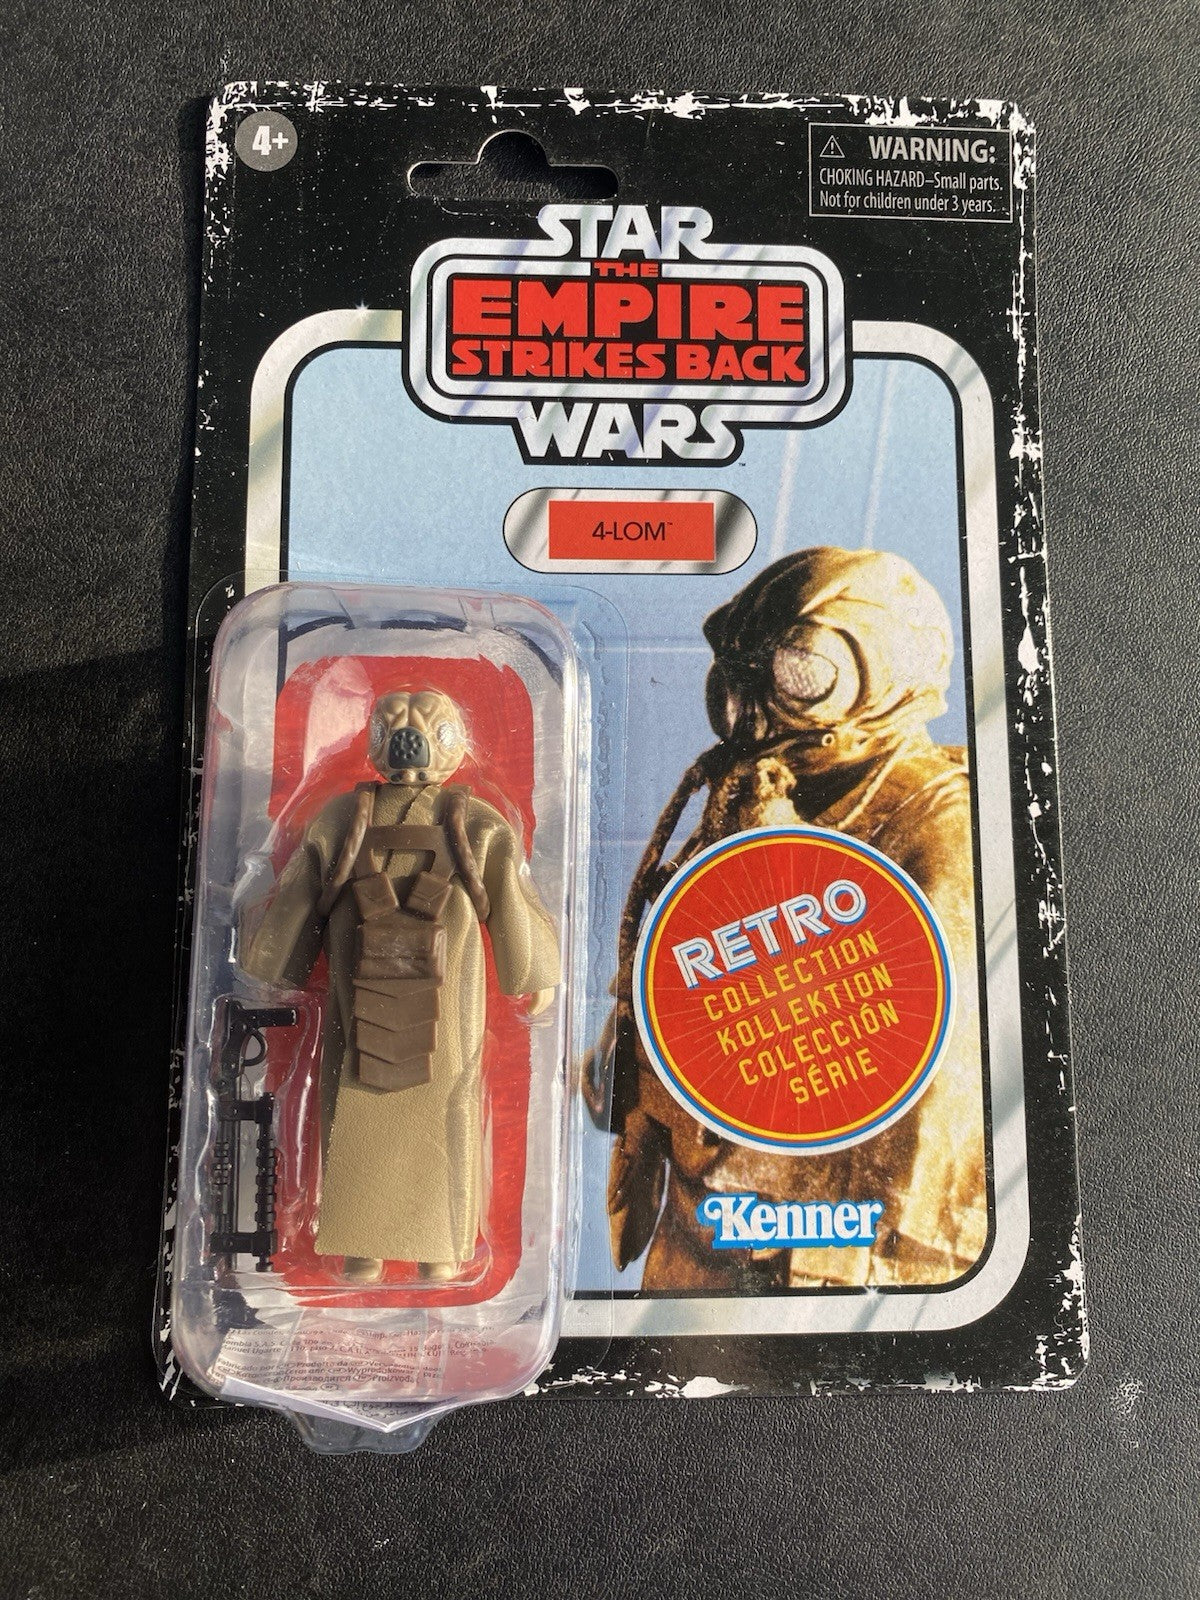 4+
WARNING:
CHOKING HAZARD–Small parts.
Not for children under 3 years.
STAR
THE
EMPIRE
STRIKES BACK
WARS
™
4-LOM™
RETRO
COLLECTION
KOLLEKTION
COLECCIÓN
SÉRIE
Kenner